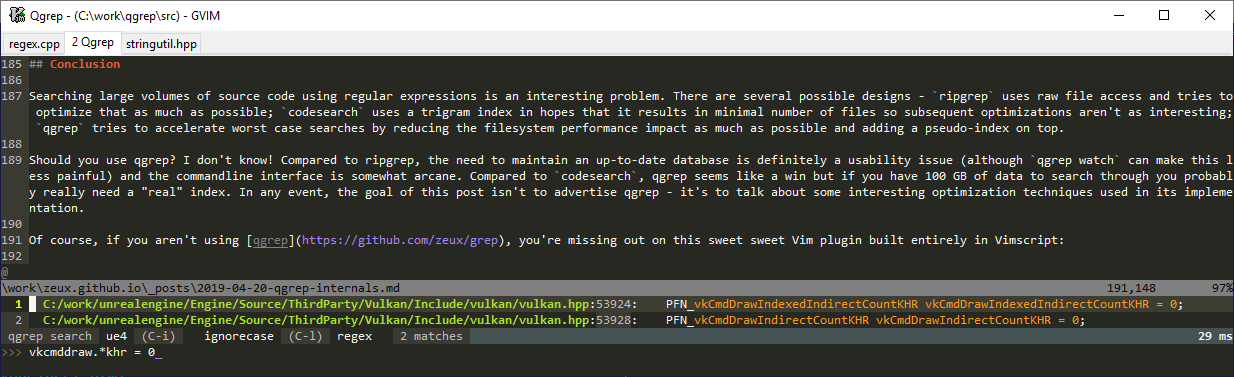 Qgrep - (C:\work\qgrep\src) - GVIM
regex.cpp 2 Qgrep stringutil.hpp
185 ## Conclusion
186
187 Searching large volumes of source code using regular expressions is an interesting problem. There are several possible designs - `ripgrep` uses raw file access and tries to
optimize that as much as possible; `codesearch` uses a trigram index in hopes that it results in minimal number of files so subsequent optimizations aren't as interesting;
`qgrep` tries to accelerate worst case searches by reducing the filesystem performance impact as much as possible and adding a pseudo-index on top.
188
189 Should you use qgrep? I don't know! Compared to ripgrep, the need to maintain an up-to-date database is definitely a usability issue (although `qgrep watch` can make this l
ess painful) and the commandline interface is somewhat arcane. Compared to `codesearch`, qgrep seems like a win but if you have 100 GB of data to search through you probabl
y really need a "real" index. In any event, the goal of this post isn't to advertise qgrep - it's to talk about some interesting optimization techniques used in its impleme
ntation.
190
191 Of course, if you aren't using [qgrep](https://github.com/zeux/grep), you're missing out on this sweet sweet Vim plugin built entirely in Vimscript:
192
@
\work\zeux.github.io\_posts\2019-04-20-qgrep-internals.md 191,148 97%
1 C:/work/unrealengine/Engine/Source/ThirdParty/Vulkan/Include/vulkan/vulkan.hpp:53924: PFN_vkCmdDrawIndexedIndirectCountKHR vkCmdDrawIndexedIndirectCountKHR = 0;
2 C:/work/unrealengine/Engine/Source/ThirdParty/Vulkan/Include/vulkan/vulkan.hpp:53928: PFN_vkCmdDrawIndirectCountKHR vkCmdDrawIndirectCountKHR = 0;
qgrep search ue4 (C-i) ignorecase (C-l) regex 2 matches 29 ms
>>> vkcmddraw.*khr = 0_